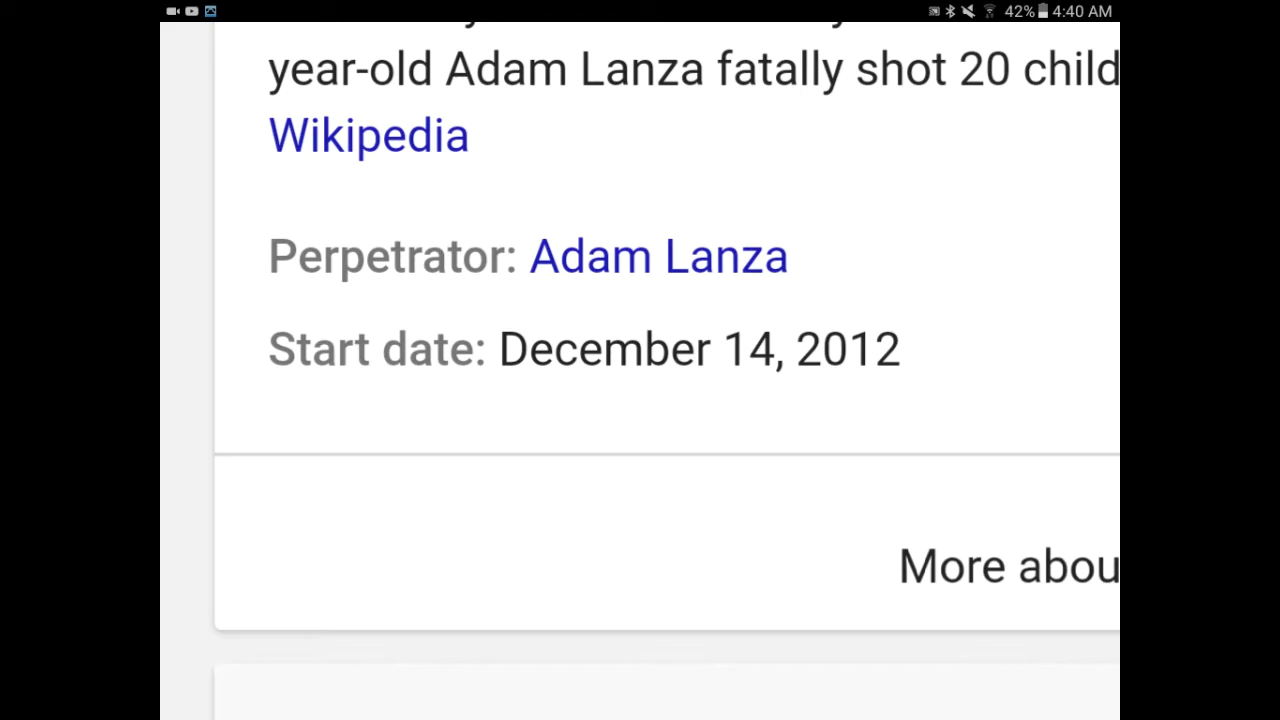 42% 4:40 AM
year-old Adam Lanza fatally shot 20 child
Wikipedia
Perpetrator: Adam Lanza
Start date: December 14, 2012
More abou